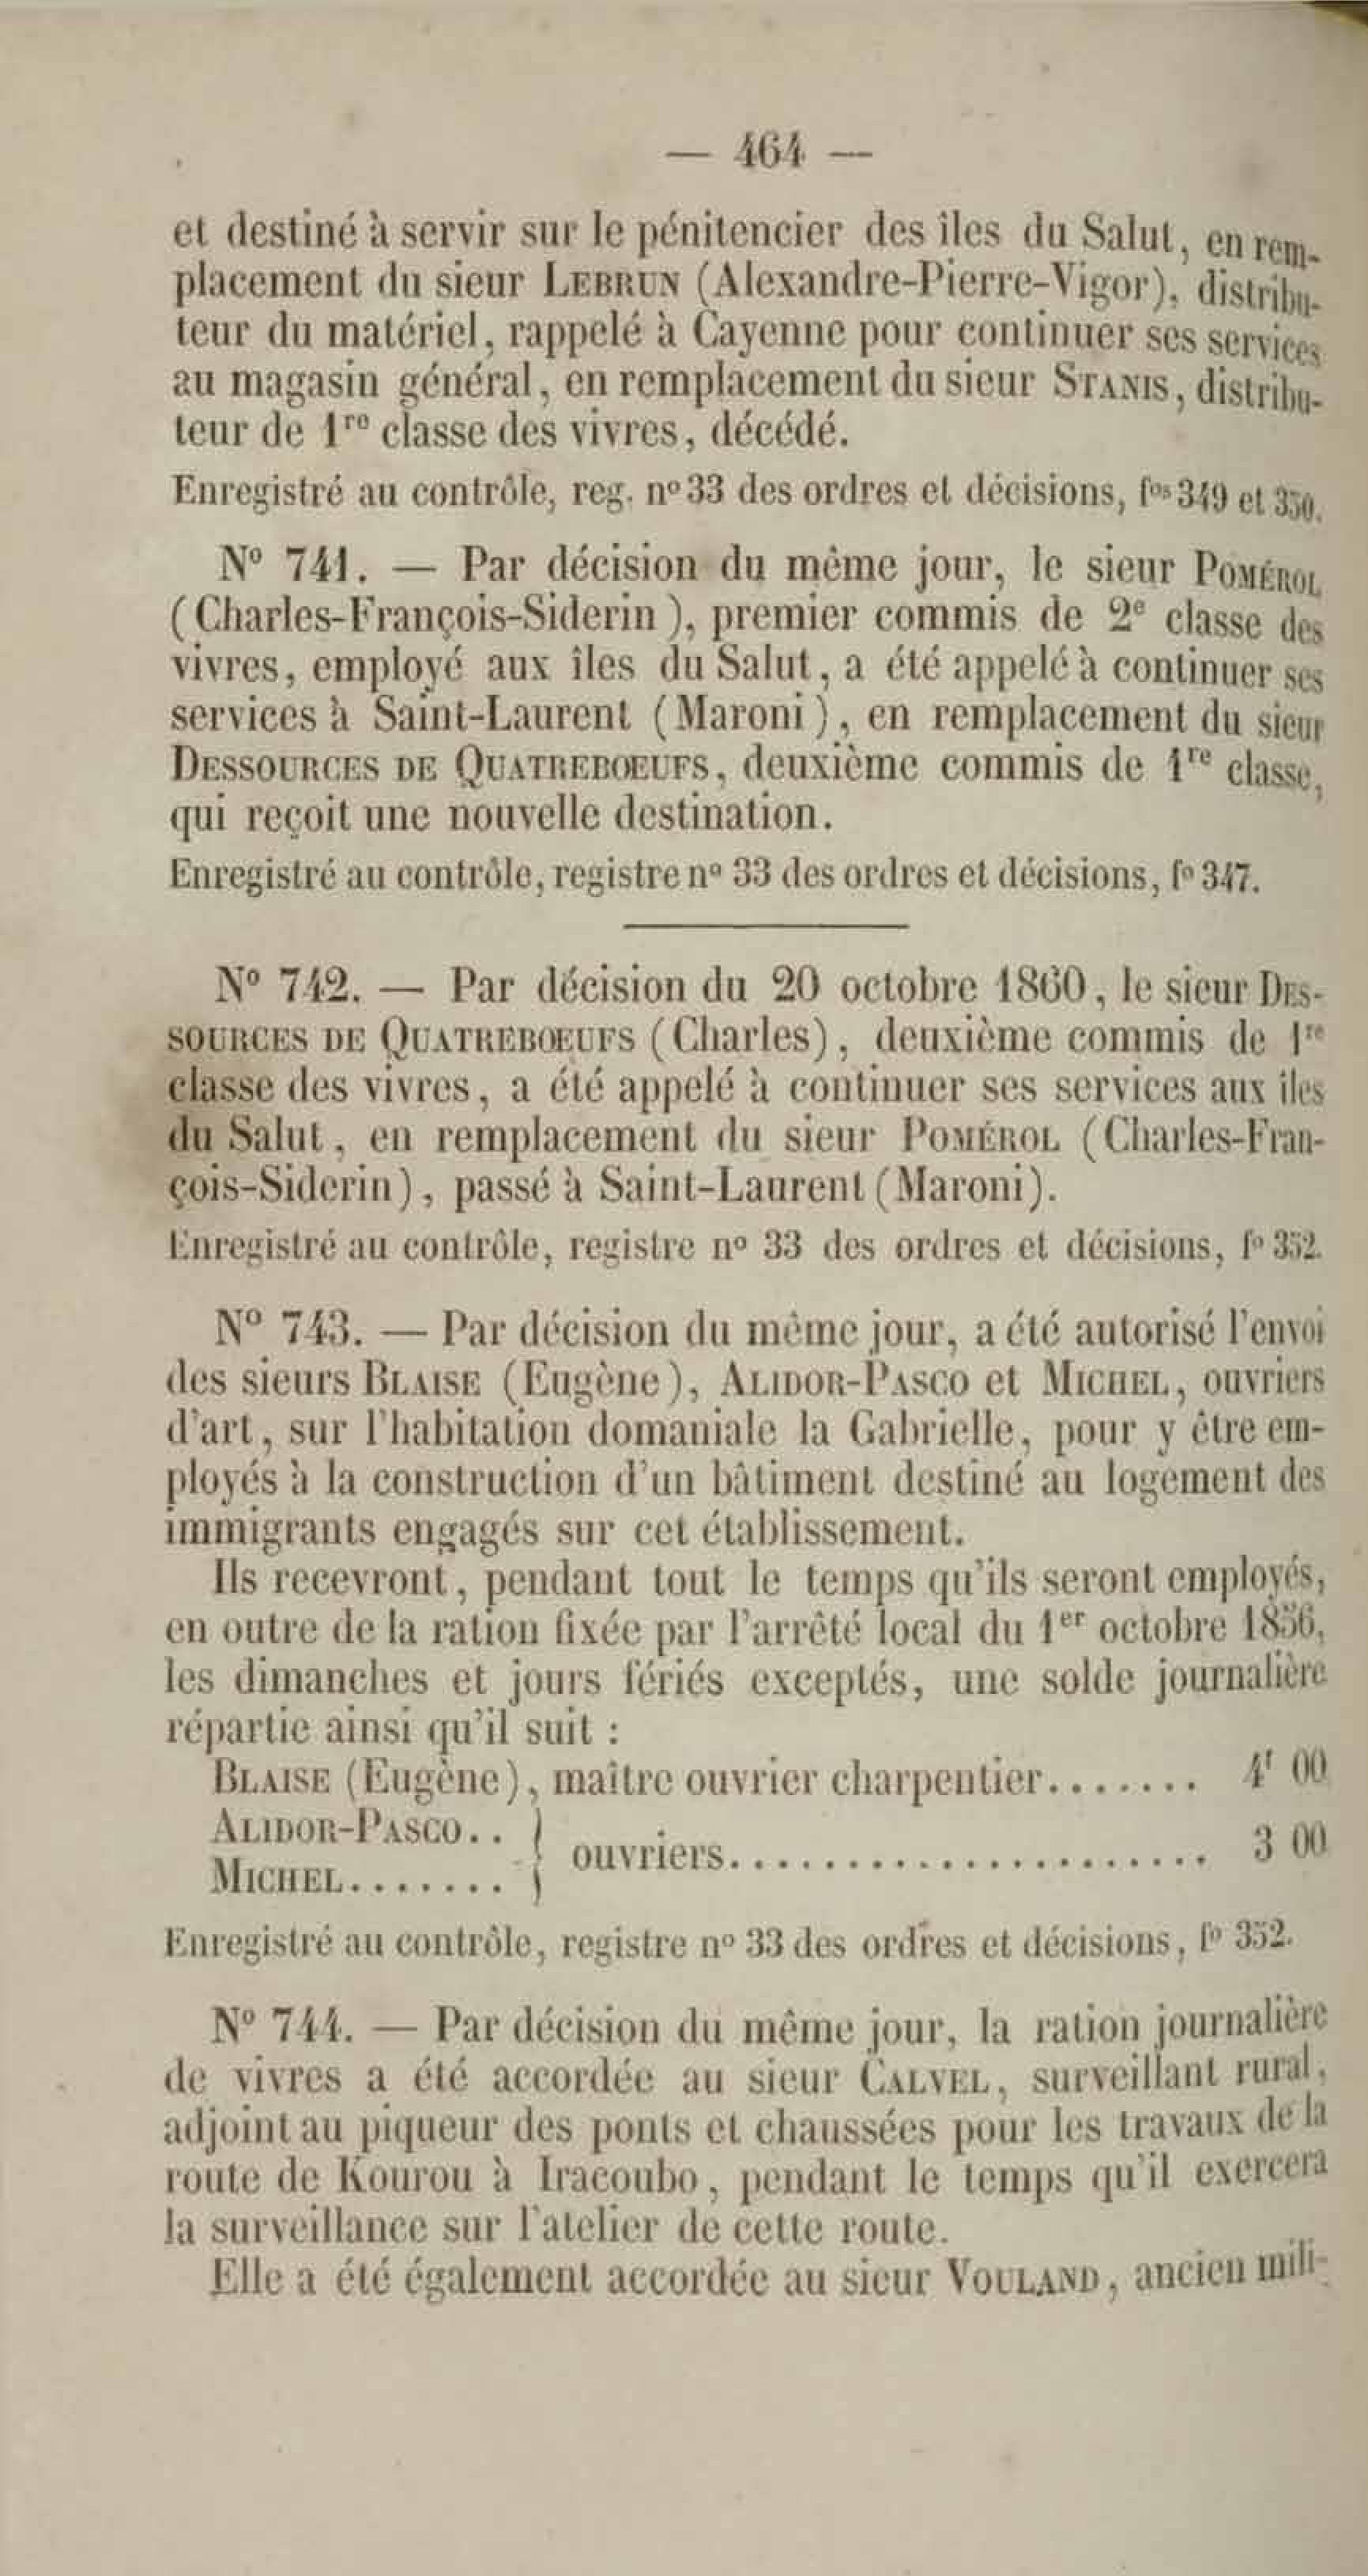 — 464 —
et destiné à servir sur le pénitencier des îles du Salut, en rem-
placement du sieur LEBRUN (Alexandre-Pierre-Vigor), distribu-
teur du matériel, rappelé à Cayenne pour continuer ses services
au magasin général, en remplacement du sieur STANIS, distribu-
teur de 1re classe des vivres, décédé.
Enregistré au contrôle, reg. nº 33 des ordres et décisions, fos 349 et 350.
Nº 741. — Par décision du même jour, le sieur POMÉROL
(Charles-François-Siderin), premier commis de 2e classe des
vivres, employé aux îles du Salut, a été appelé à continuer ses
services à Saint-Laurent (Maroni), en remplacement du sieur
DESSOURCES DE QUATREBOEUFS, deuxième commis de 1re classe,
qui reçoit une nouvelle destination.
Enregistré au contrôle, registre nº 33 des ordres et décisions, fº 347.
Nº 742. — Par décision du 20 octobre 1860, le sieur DES-
SOURCES DE QUATREBOEUFS (Charles), deuxième commis de 1re
classe des vivres, a été appelé à continuer ses services aux îles
du Salut, en remplacement du sieur POMÉROL (Charles-Fran-
çois-Siderin), passé à Saint-Laurent (Maroni).
Enregistré au contrôle, registre nº 33 des ordres et décisions, fº 352.
Nº 743. — Par décision du même jour, a été autorisé l'envoi
des sieurs BLAISE (Eugène), ALIDOR-PASCO et MICHEL, ouvriers
d'art, sur l'habitation domaniale la Gabrielle, pour y être em-
ployés à la construction d'un bâtiment destiné au logement des
immigrants engagés sur cet établissement.
Ils recevront, pendant tout le temps qu'ils seront employés,
en outre de la ration fixée par l'arrêté local du 1er octobre 1856,
les dimanches et jours fériés exceptés, une solde journalière
répartie ainsi qu'il suit :
BLAISE (Eugène), maître ouvrier charpentier....... 4f 00
ALIDOR-PASCO.. }
ouvriers....................... 3 00
MICHEL.......
Enregistré au contrôle, registre nº 33 des ordres et décisions, fº 352.
Nº 744. — Par décision du même jour, la ration journalière
de vivres a été accordée au sieur CALVEL, surveillant rural,
adjoint au piqueur des ponts et chaussées pour les travaux de la
route de Kourou à Iracoubo, pendant le temps qu'il exercera
la surveillance sur l'atelier de cette route.
Elle a été également accordée au sieur VOULAND, ancien mili-